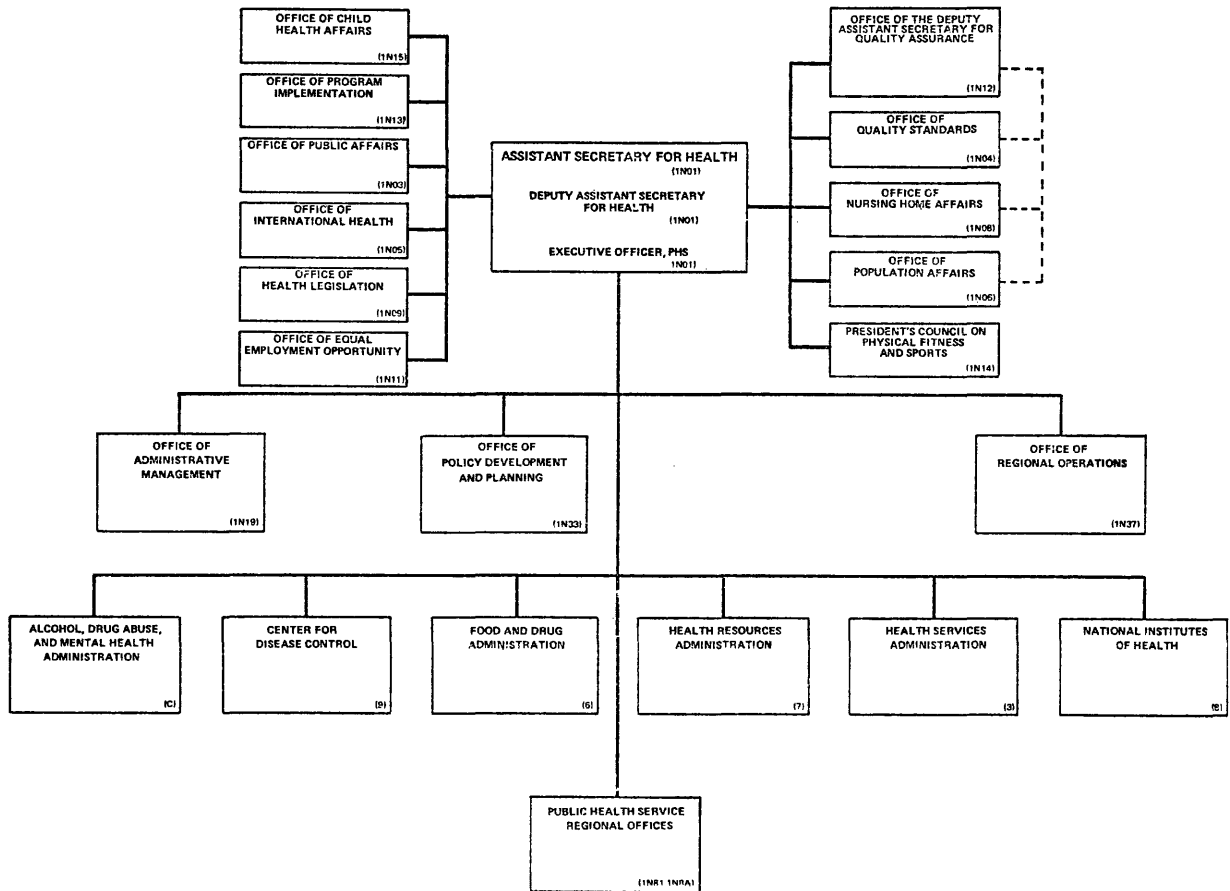 OFFICE OF CHILD
HEALTH AFFAIRS
(1N15)
OFFICE OF PROGRAM
IMPLEMENTATION
(1N13)
OFFICE OF PUBLIC AFFAIRS
(1N03)
OFFICE OF
INTERNATIONAL HEALTH
(1N05)
OFFICE OF
HEALTH LEGISLATION
(1N09)
OFFICE OF EQUAL
EMPLOYMENT OPPORTUNITY
(1N11)
ASSISTANT SECRETARY FOR HEALTH
(1N01)
DEPUTY ASSISTANT SECRETARY
FOR HEALTH
(1N01)
EXECUTIVE OFFICER, PHS
1N01)
OFFICE OF THE DEPUTY
ASSISTANT SECRETARY FOR
QUALITY ASSURANCE
(1N12)
OFFICE OF
QUALITY STANDARDS
(1N04)
OFFICE OF
NURSING HOME AFFAIRS
(1N08)
OFFICE OF
POPULATION AFFAIRS
(1N06)
PRESIDENT'S COUNCIL ON
PHYSICAL FITNESS
AND SPORTS
(1N14)
OFFICE OF
ADMINISTRATIVE
MANAGEMENT
(1N19)
OFFICE OF
POLICY DEVELOPMENT
AND PLANNING
(1N33)
OFFICE OF
REGIONAL OPERATIONS
(1N37)
ALCOHOL, DRUG ABUSE,
AND MENTAL HEALTH
ADMINISTRATION
(C)
CENTER FOR
DISEASE CONTROL
(9)
FOOD AND DRUG
ADMINISTRATION
(6)
HEALTH RESOURCES
ADMINISTRATION
(7)
HEALTH SERVICES
ADMINISTRATION
(3)
NATIONAL INSTITUTES
OF HEALTH
(8)
PUBLIC HEALTH SERVICE
REGIONAL OFFICES